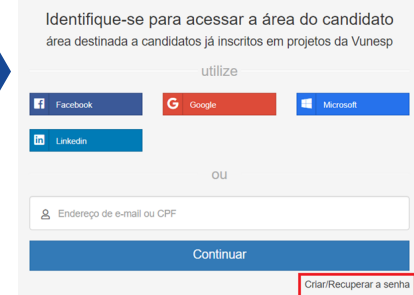 Identifique-se para acessar a área do candidato
área destinada a candidatos já inscritos em projetos da Vunesp
utilize
Facebook
Google
Microsoft
Linkedin
ou
Endereço de e-mail ou CPF
Continuar
Criar/Recuperar a senha